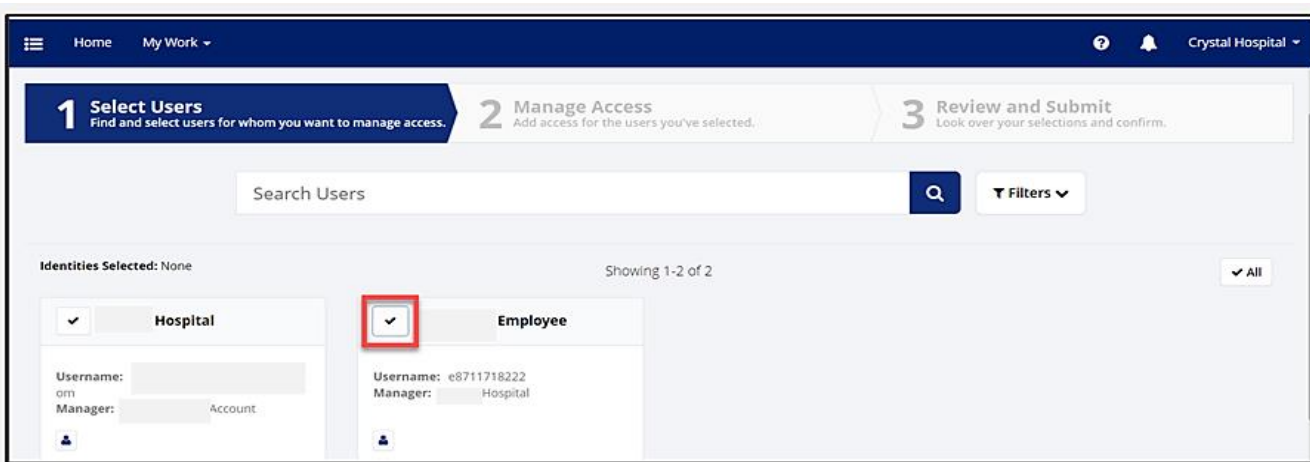 Home My Work Crystal Hospital
1 Select Users
Find and select users for whom you want to manage access.
2 Manage Access
Add access for the users you've selected.
3 Review and Submit
Look over your selections and confirm.
Search Users
Filters
Identities Selected: None
Showing 1-2 of 2
All
Hospital
Username:
om
Manager: Account
Employee
Username: e8711718222
Manager: Hospital